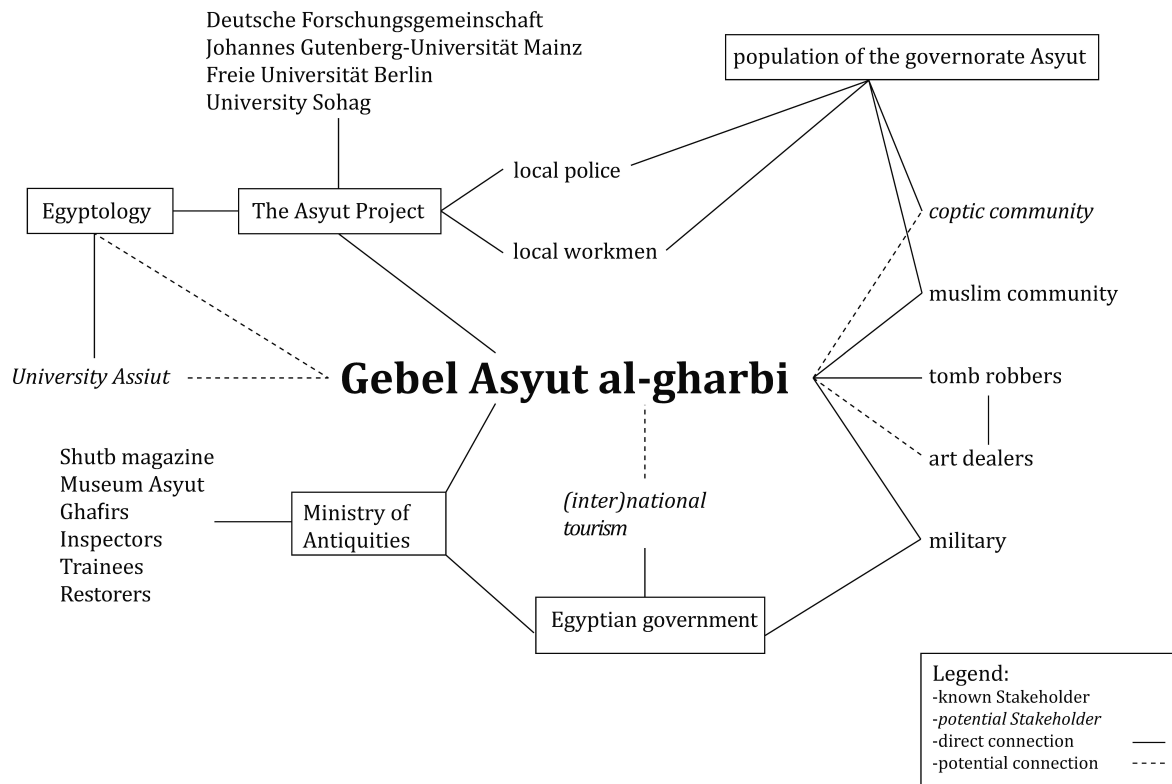 Deutsche Forschungsgemeinschaft
Johannes Gutenberg-Universität Mainz
Freie Universität Berlin
University Sohag
population of the governorate Asyut
local police
Egyptology
The Asyut Project
coptic community
local workmen
muslim community
University Assiut
Gebel Asyut al-gharbi
tomb robbers
art dealers
Shutb magazine
Museum Asyut
Ghafirs
Inspectors
Trainees
Restorers
Ministry of
Antiquities
(inter)national
tourism
military
Egyptian government
Legend:
-known Stakeholder
-potential Stakeholder
-direct connection
-potential connection